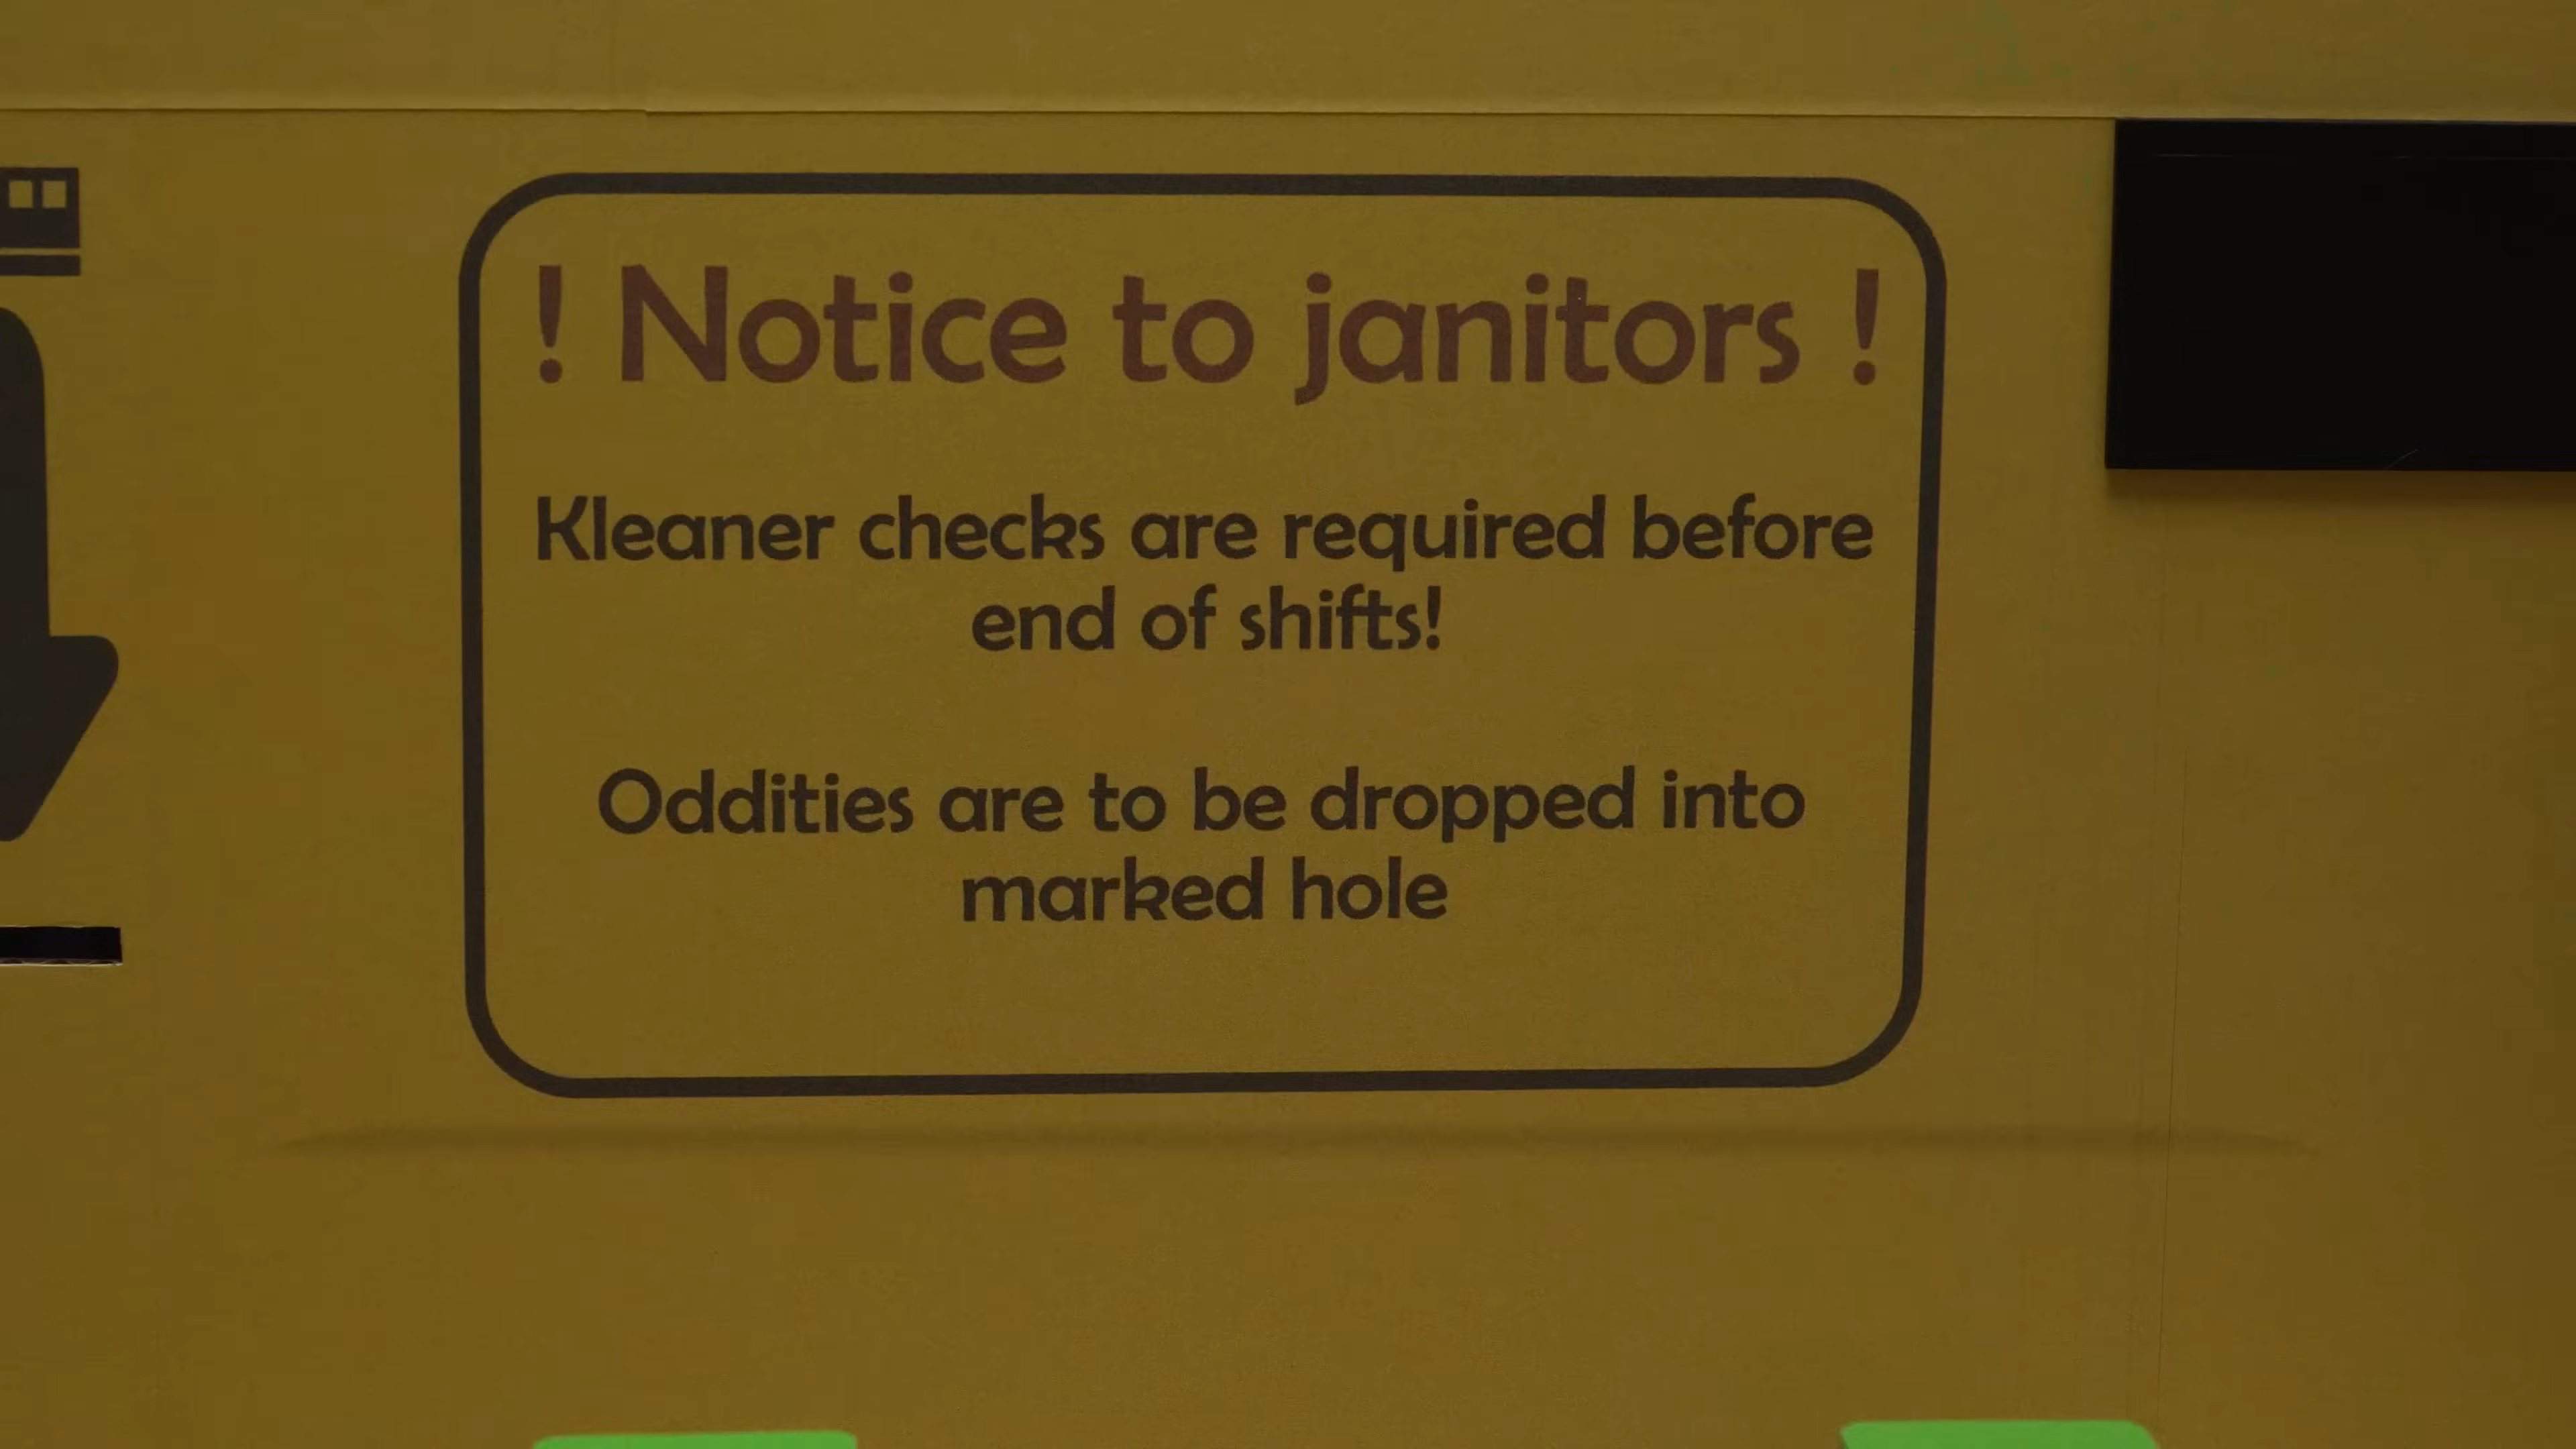 ! Notice to janitors !
Kleaner checks are required before
end of shifts!
Oddities are to be dropped into
marked hole